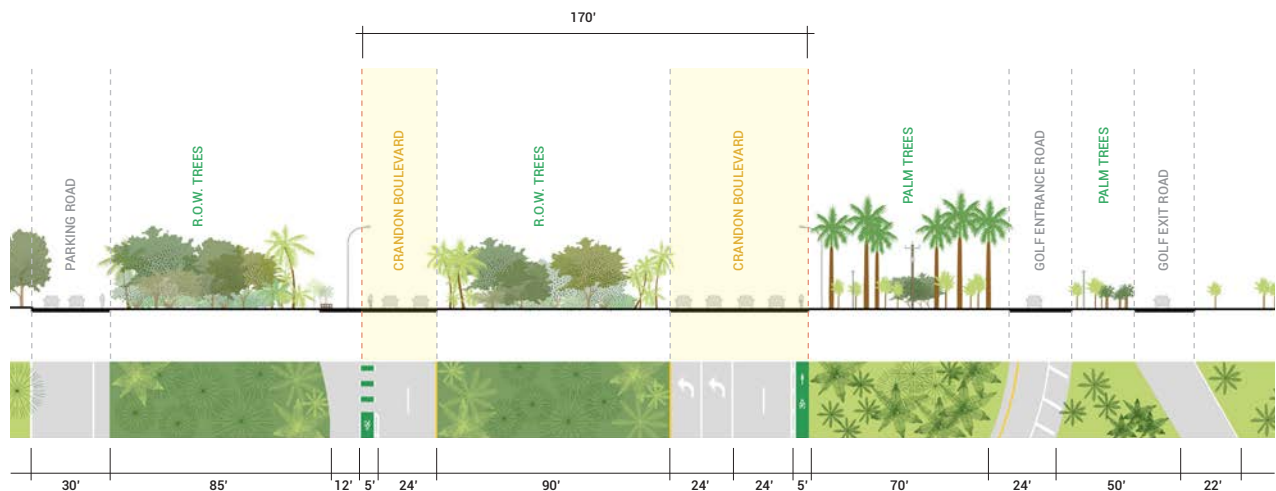 170'
PARKING ROAD
R.O.W. TREES
CRANDON BOULEVARD
R.O.W. TREES
CRANDON BOULEVARD
PALM TREES
GOLF ENTRANCE ROAD
PALM TREES
GOLF EXIT ROAD
30'
85'
12'
5'
24'
90'
24'
24'
5'
70'
24'
50'
22'